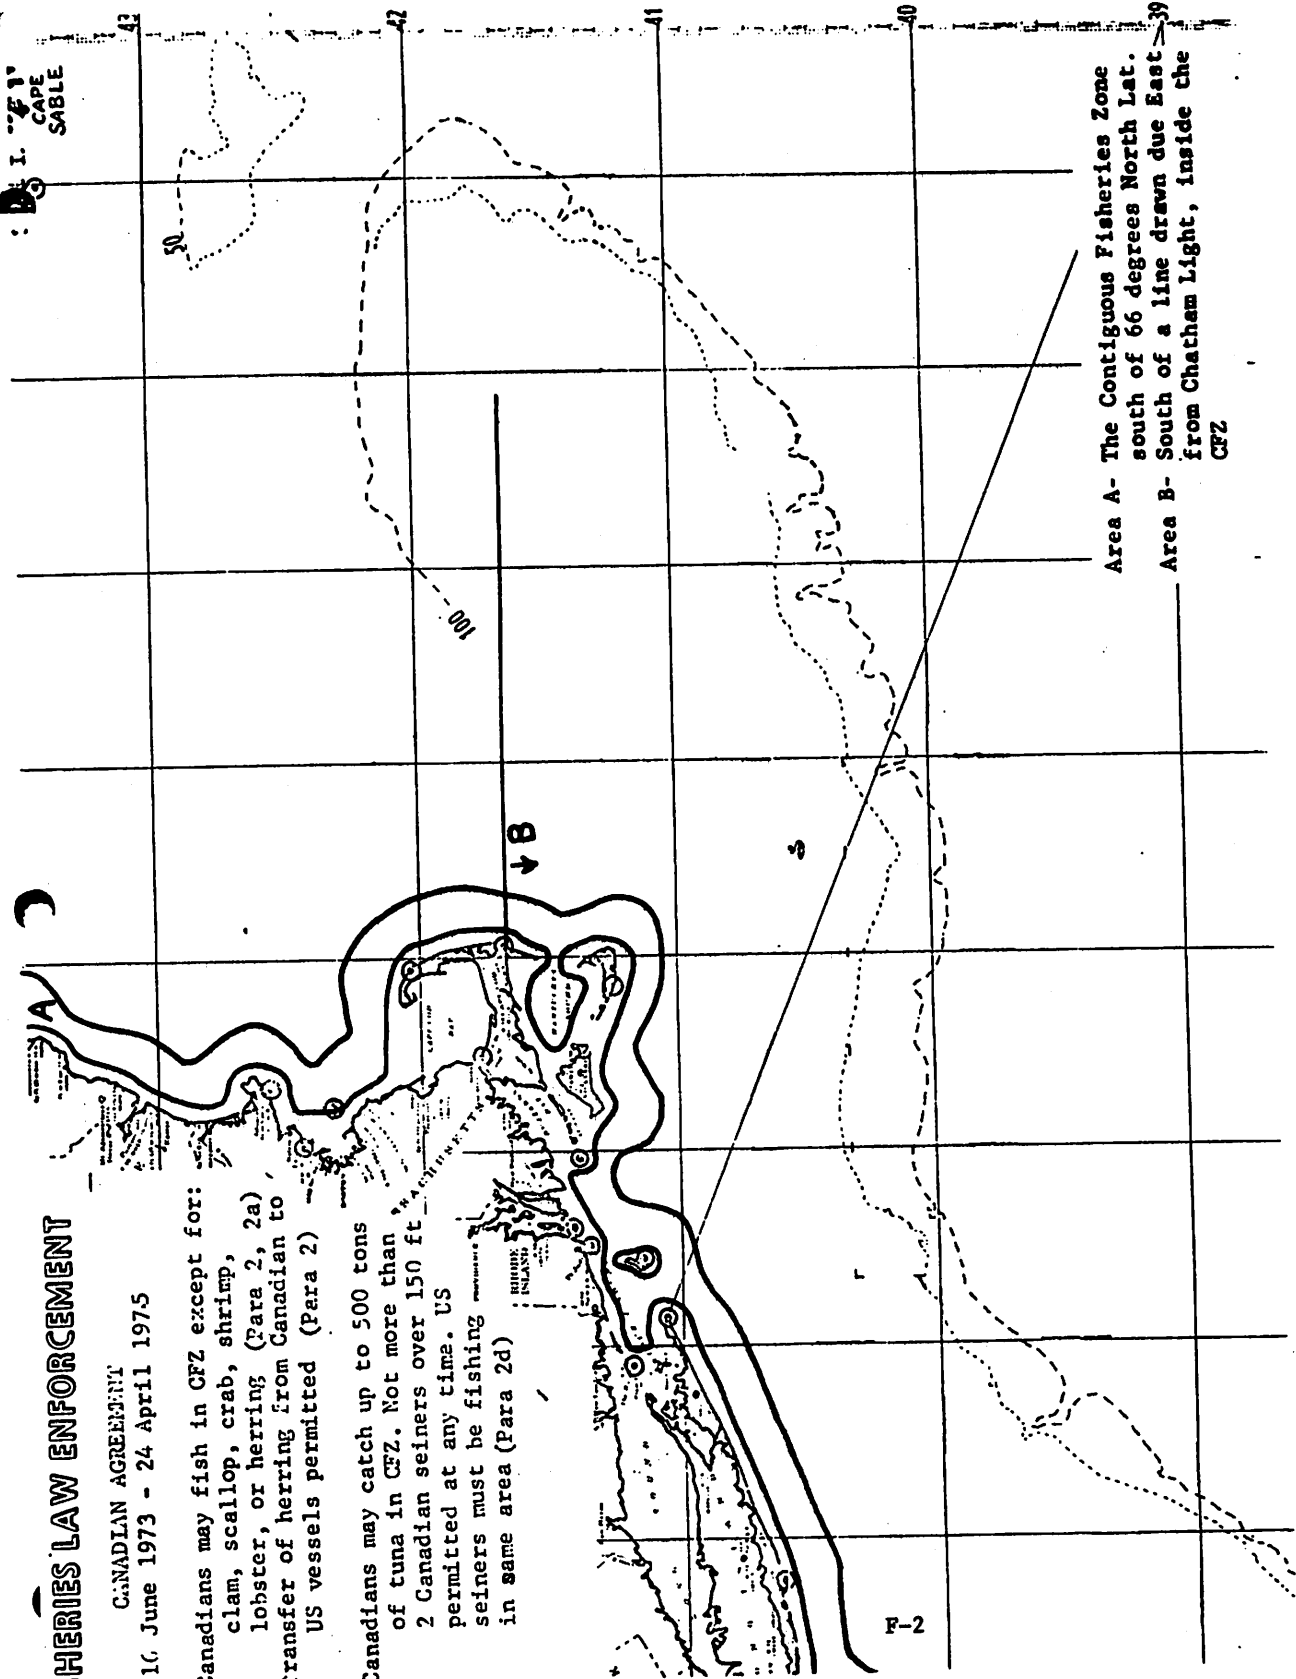 HERIES LAW ENFORCEMENT
CANADIAN AGREEMENT
16 June 1973 - 24 April 1975
Canadians may fish in CFZ except for:
clam, scallop, crab, shrimp,
lobster, or herring (Para 2, 2a)
Transfer of herring from Canadian to
US vessels permitted (Para 2)
Canadians may catch up to 500 tons
of tuna in CFZ. Not more than
2 Canadian seiners over 150 ft
permitted at any time. US
seiners must be fishing
in same area (Para 2d)
A
B
MASSACHUSETTS
RHODE
ISLAND
CAPE COD
BAY
CAPE
SABLE
50
100
43
42
41
40
39
Area A- The Contiguous Fisheries Zone
south of 66 degrees North Lat.
Area B- South of a line drawn due East
from Chatham Light, inside the
CFZ
F-2